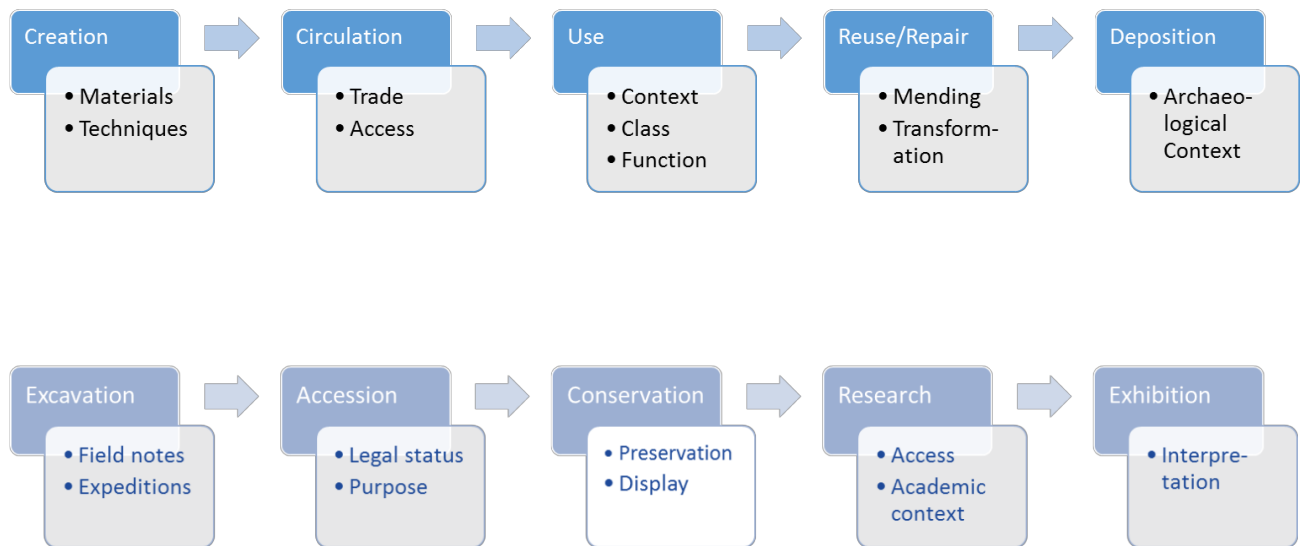 Creation
• Materials
• Techniques
Circulation
• Trade
• Access
Use
• Context
• Class
• Function
Reuse/Repair
• Mending
• Transform-
ation
Deposition
• Archaeo-
logical
Context
Excavation
• Field notes
• Expeditions
Accession
• Legal status
• Purpose
Conservation
• Preservation
• Display
Research
• Access
• Academic
context
Exhibition
• Interpre-
tation